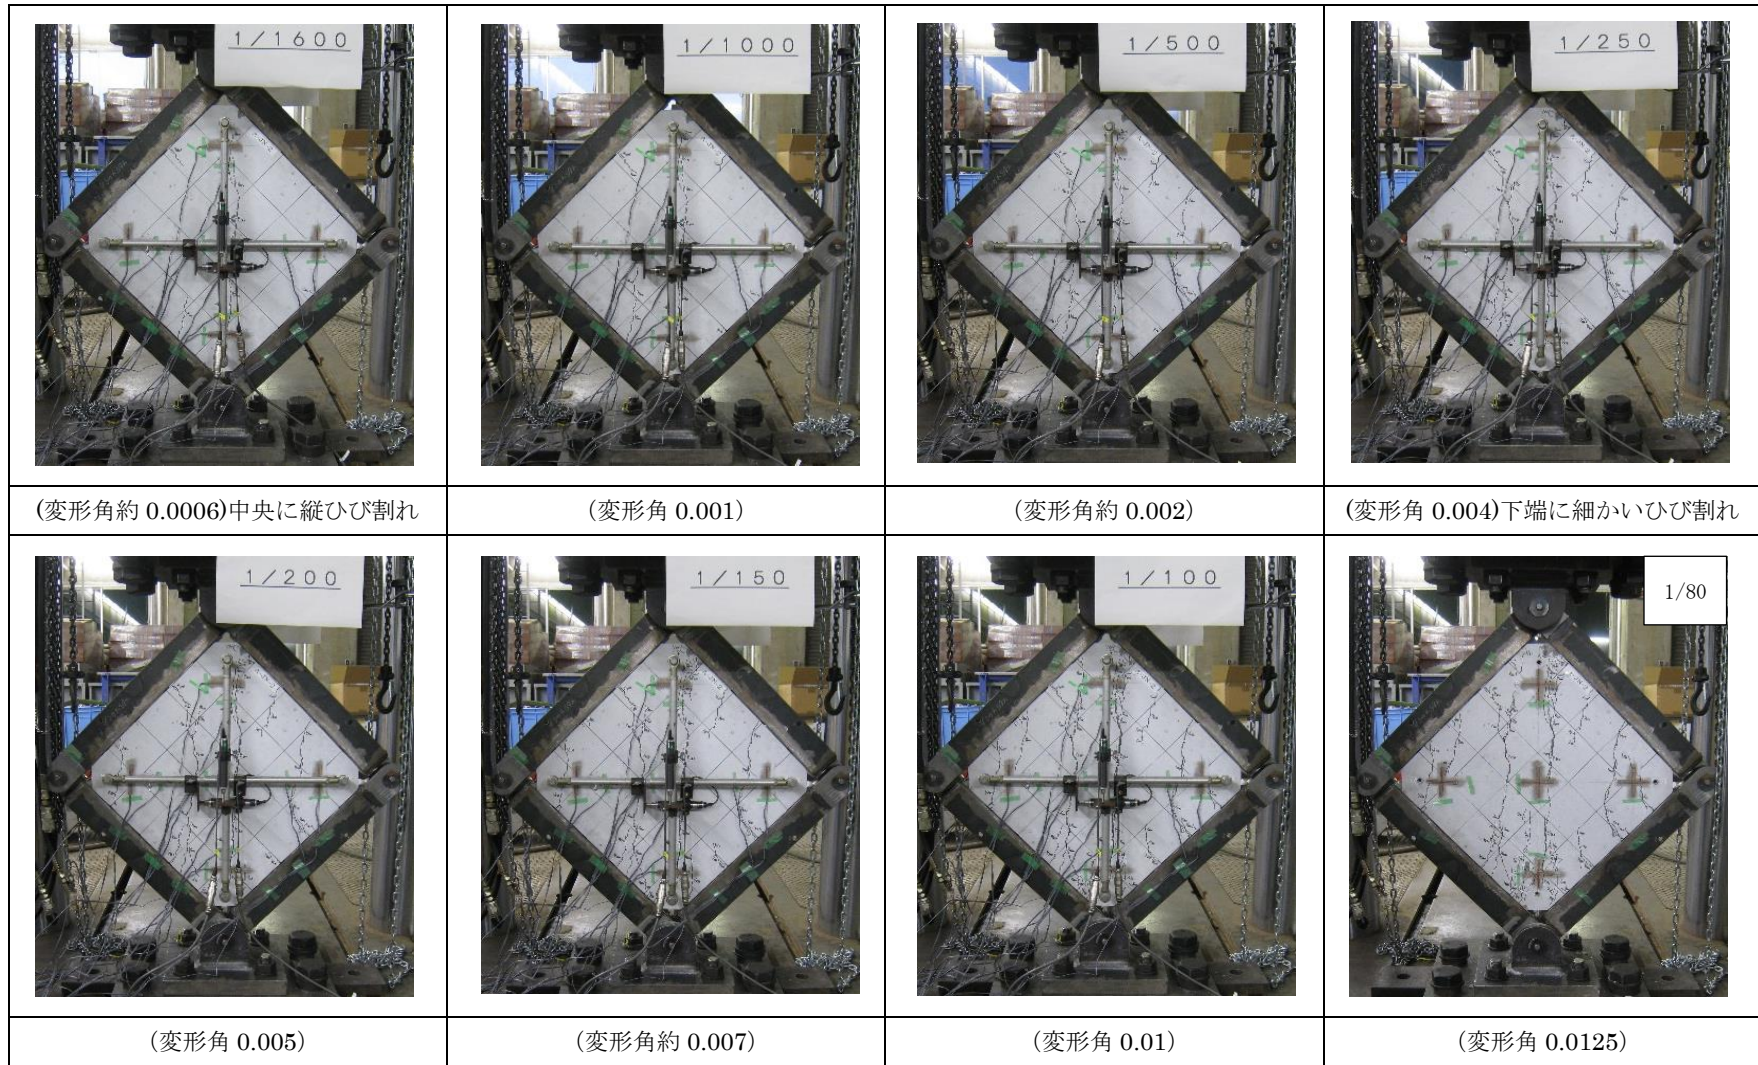 1/1600
1/1000
1/500
1/250
(変形角約 0.0006)中央に縦ひび割れ
(変形角 0.001)
(変形角約 0.002)
(変形角 0.004)下端に細かいひび割れ
1/200
1/150
1/100
1/80
(変形角 0.005)
(変形角約 0.007)
(変形角 0.01)
(変形角 0.0125)